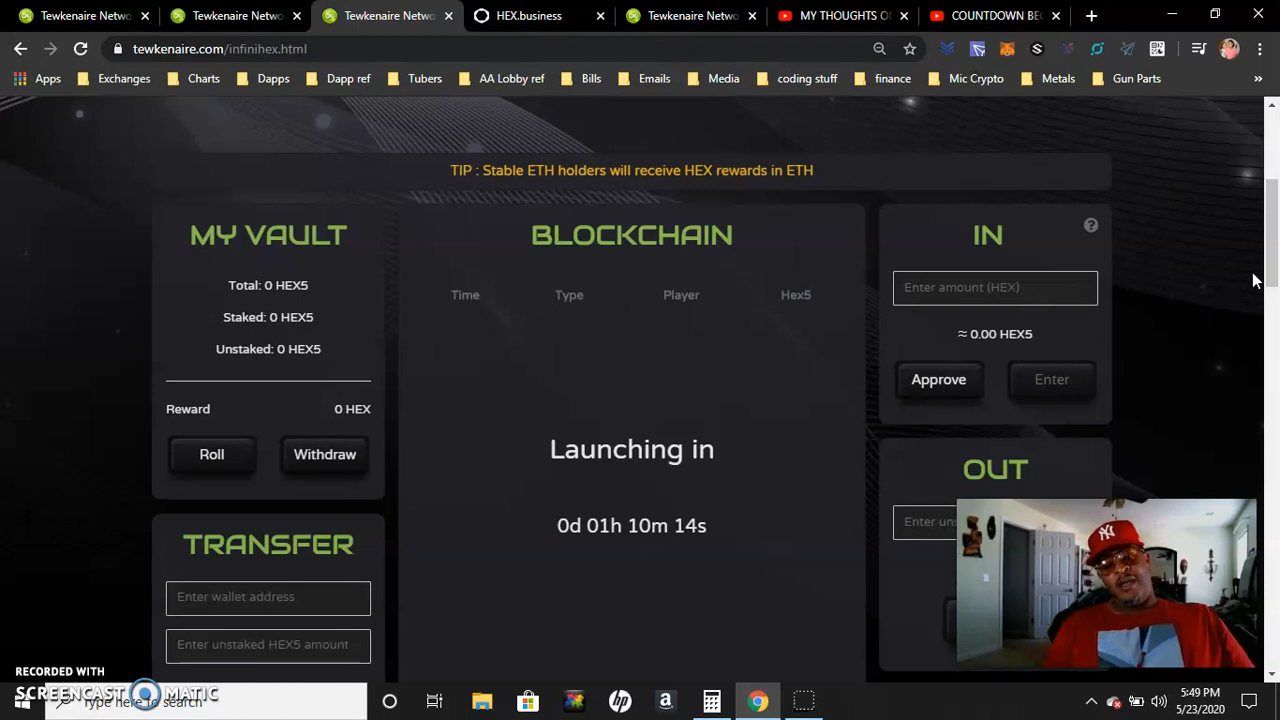 Tewkenaire Netwo
Tewkenaire Netwo
Tewkenaire Netwo
HEX.business
Tewkenaire Netwo
MY THOUGHTS O
COUNTDOWN BE
tewkenaire.com/infinihex.html
Apps
Exchanges
Charts
Dapps
Dapp ref
Tubers
AA Lobby ref
Bills
Emails
Media
coding stuff
finance
Mic Crypto
Metals
Gun Parts
TIP : Stable ETH holders will receive HEX rewards in ETH
MY VAULT
Total: 0 HEX5
Staked: 0 HEX5
Unstaked: 0 HEX5
Reward 0 HEX
Roll Withdraw
TRANSFER
Enter wallet address
Enter unstaked HEX5 amount
BLOCKCHAIN
Time Type Player Hex5
Launching in
0d 01h 10m 14s
IN
Enter amount (HEX)
≈ 0.00 HEX5
Approve Enter
OUT
Enter uns
RECORDED WITH
SCREENCAST MATIC
Type here to search
5:49 PM
5/23/2020